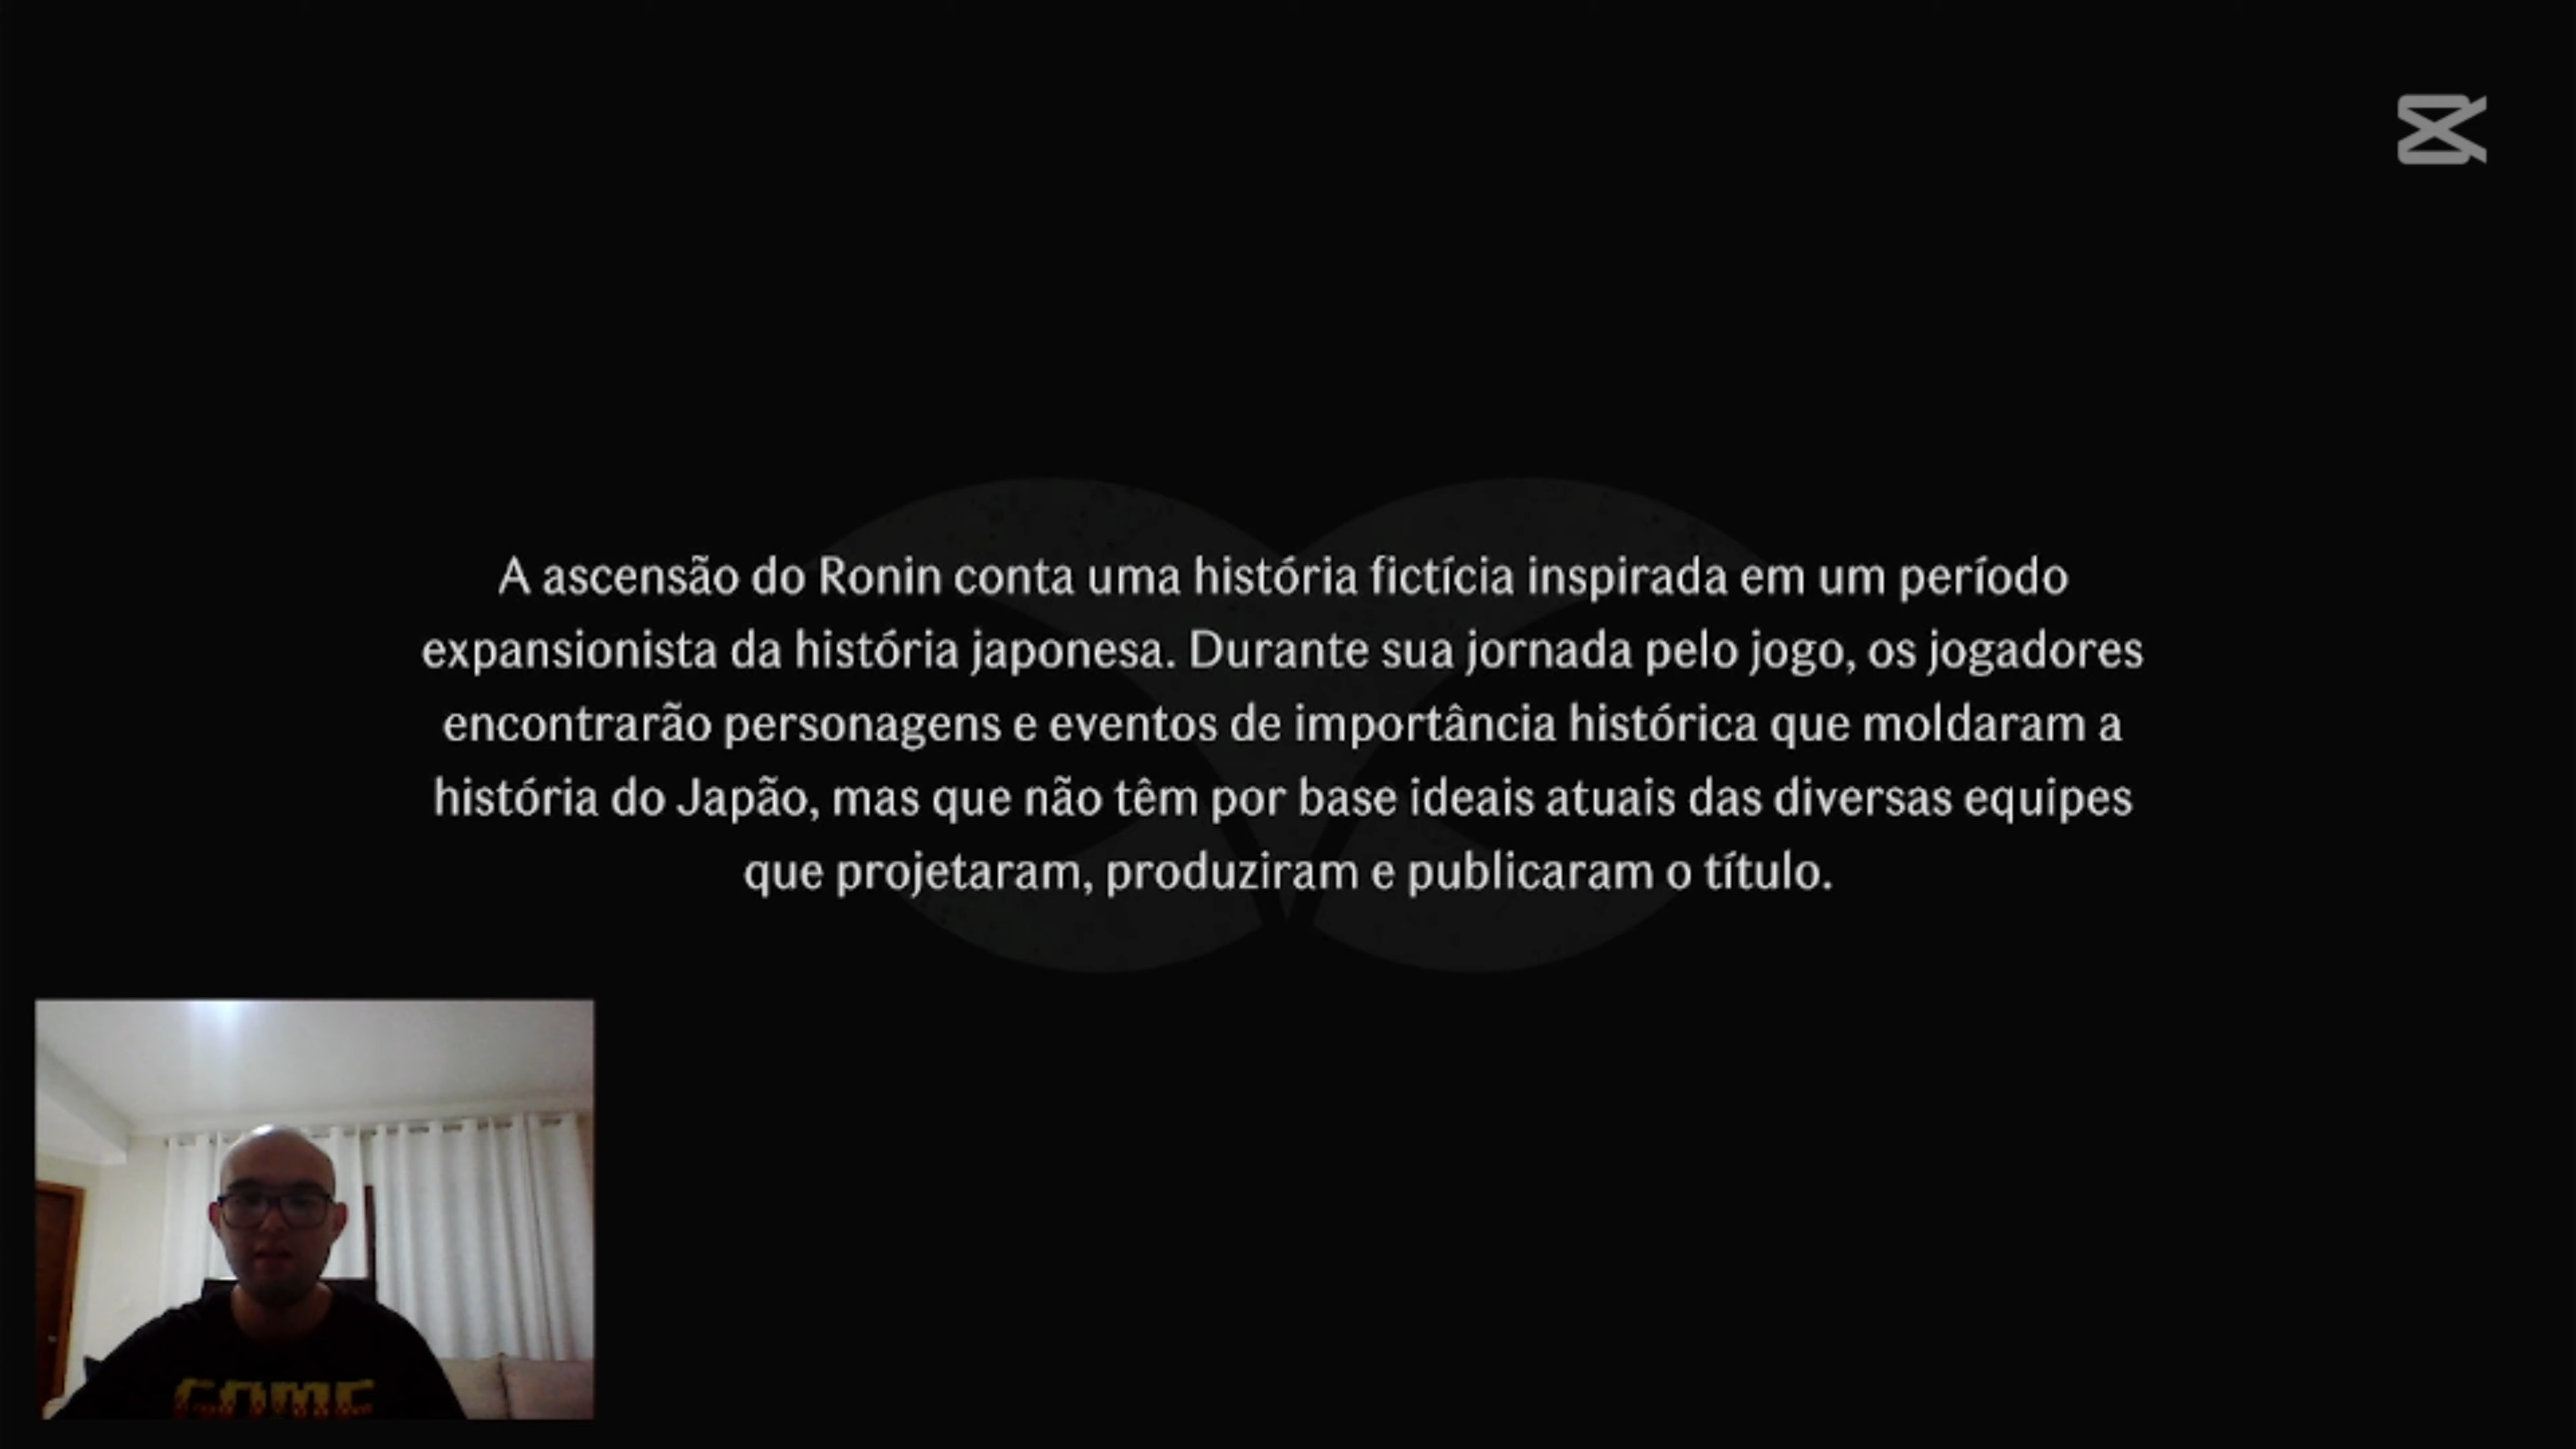 A ascensão do Ronin conta uma história fictícia inspirada em um período
expansionista da história japonesa. Durante sua jornada pelo jogo, os jogadores
encontrarão personagens e eventos de importância histórica que moldaram a
história do Japão, mas que não têm por base ideais atuais das diversas equipes
que projetaram, produziram e publicaram o título.